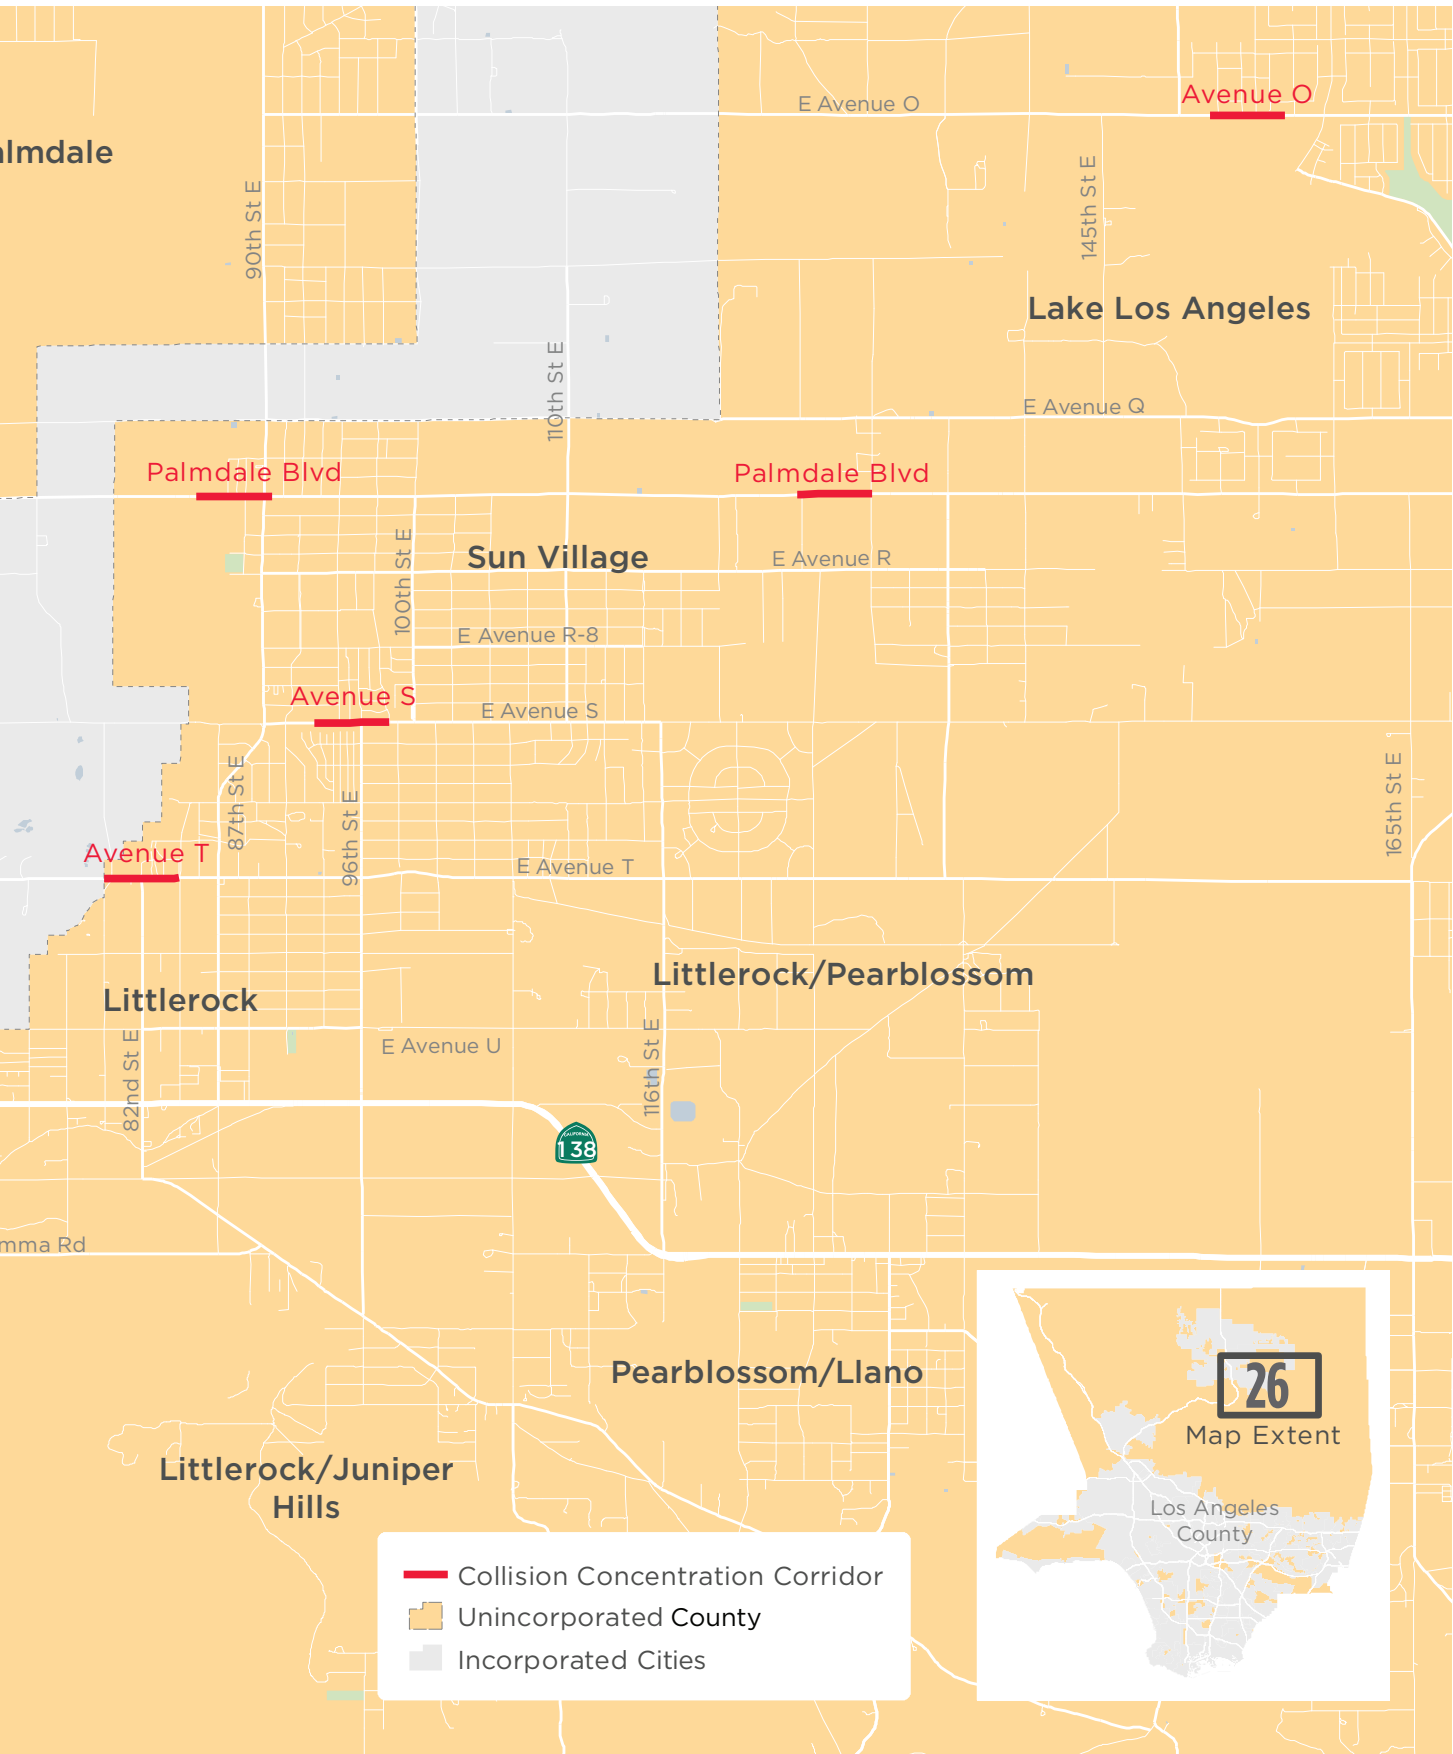 Avenue O
E Avenue O
almdale
145th St E
90th St E
Lake Los Angeles
110th St E
E Avenue Q
Palmdale Blvd
Palmdale Blvd
100th St E
Sun Village
E Avenue R
E Avenue R-8
Avenue S
E Avenue S
87th St E
165th St E
96th St E
Avenue T
E Avenue T
Littlerock/Pearblossom
Littlerock
116th St E
82nd St E
E Avenue U
CALIFORNIA
138
mma Rd
Pearblossom/Llano
26
Map Extent
Littlerock/Juniper
Hills
Los Angeles
County
Collision Concentration Corridor
Unincorporated County
Incorporated Cities